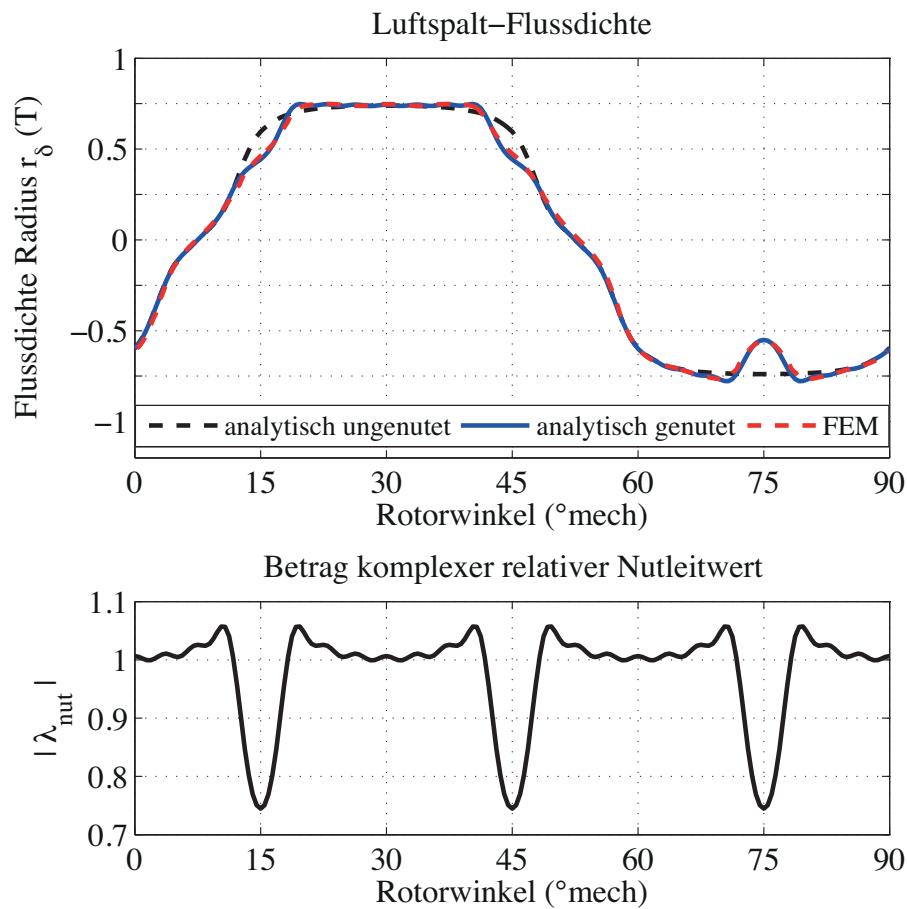 Luftspalt–Flussdichte
Flussdichte Radius rδ (T)
1
0.5
0
−0.5
−1
analytisch ungenutet
analytisch genutet
FEM
0
15
30
45
60
75
90
Rotorwinkel (°mech)
Betrag komplexer relativer Nutleitwert
| λnut |
1.1
1
0.9
0.8
0.7
0
15
30
45
60
75
90
Rotorwinkel (°mech)